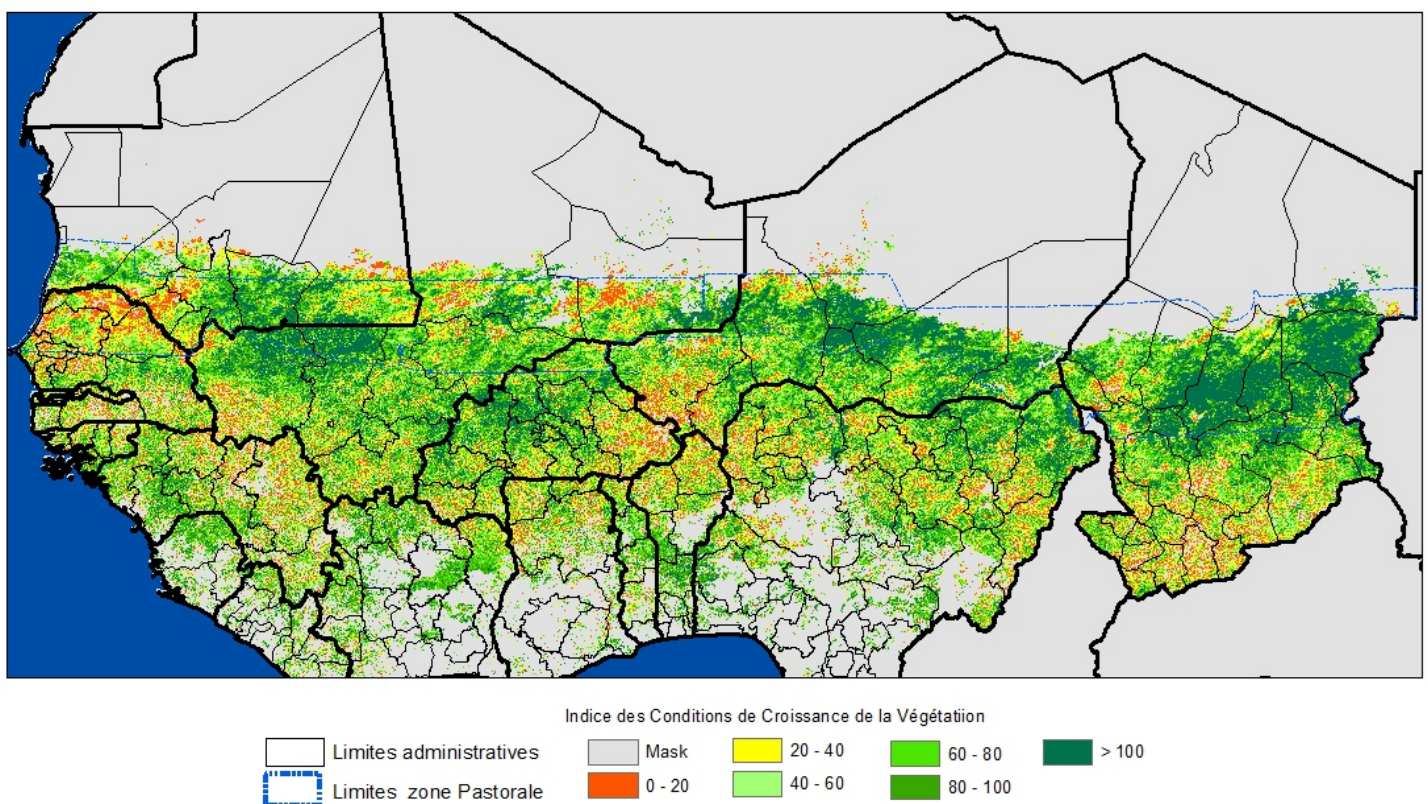 Indice des Conditions de Croissance de la Végétatiion
Limites administratives
Limites zone Pastorale
Mask
0 - 20
20 - 40
40 - 60
60 - 80
80 - 100
> 100